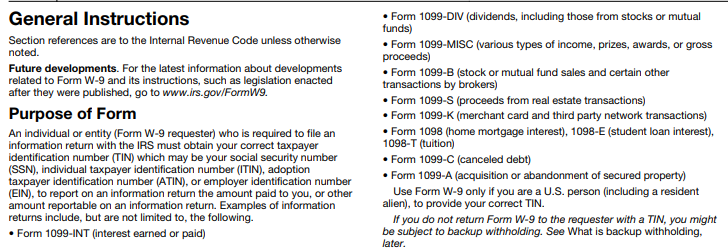 General Instructions
Section references are to the Internal Revenue Code unless otherwise
noted.
Future developments. For the latest information about developments
related to Form W-9 and its instructions, such as legislation enacted
after they were published, go to www.irs.gov/FormW9.
Purpose of Form
An individual or entity (Form W-9 requester) who is required to file an
information return with the IRS must obtain your correct taxpayer
identification number (TIN) which may be your social security number
(SSN), individual taxpayer identification number (ITIN), adoption
taxpayer identification number (ATIN), or employer identification number
(EIN), to report on an information return the amount paid to you, or other
amount reportable on an information return. Examples of information
returns include, but are not limited to, the following.
• Form 1099-INT (interest earned or paid)
• Form 1099-DIV (dividends, including those from stocks or mutual
funds)
• Form 1099-MISC (various types of income, prizes, awards, or gross
proceeds)
• Form 1099-B (stock or mutual fund sales and certain other
transactions by brokers)
• Form 1099-S (proceeds from real estate transactions)
• Form 1099-K (merchant card and third party network transactions)
• Form 1098 (home mortgage interest), 1098-E (student loan interest),
1098-T (tuition)
• Form 1099-C (canceled debt)
• Form 1099-A (acquisition or abandonment of secured property)
Use Form W-9 only if you are a U.S. person (including a resident
alien), to provide your correct TIN.
If you do not return Form W-9 to the requester with a TIN, you might
be subject to backup withholding. See What is backup withholding,
later.